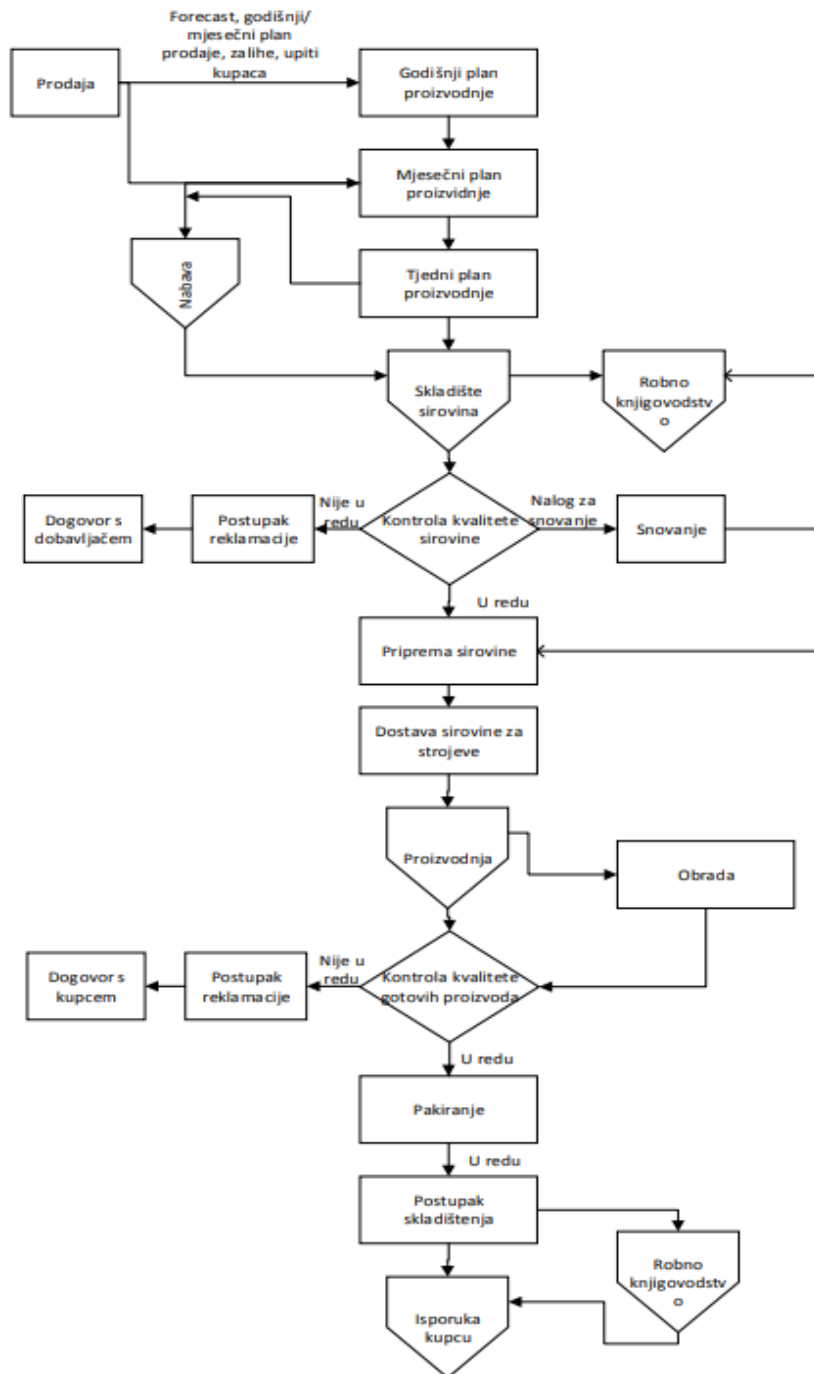 Forecast, godišnji/
mjesečni plan
prodaje, zalihe, upiti
kupaca
Prodaja
Godišnji plan
proizvodnje
Mjesečni plan
proizvidnje
Nabava
Tjedni plan
proizvodnje
Skladište
sirovina
Robno
knjigovodstv
o
Dogovor s
dobavljačem
Postupak
reklamacije
Nije u
redu
Kontrola kvalitete
sirovine
Nalog za
snovanje
Snovanje
U redu
Priprema sirovine
Dostava sirovine za
strojeve
Proizvodnja
Obrada
Dogovor s
kupcem
Postupak
reklamacije
Nije u
redu
Kontrola kvalitete
gotovih proizvoda
U redu
Pakiranje
U redu
Postupak
skladištenja
Robno
knjigovodstv
o
Isporuka
kupcu